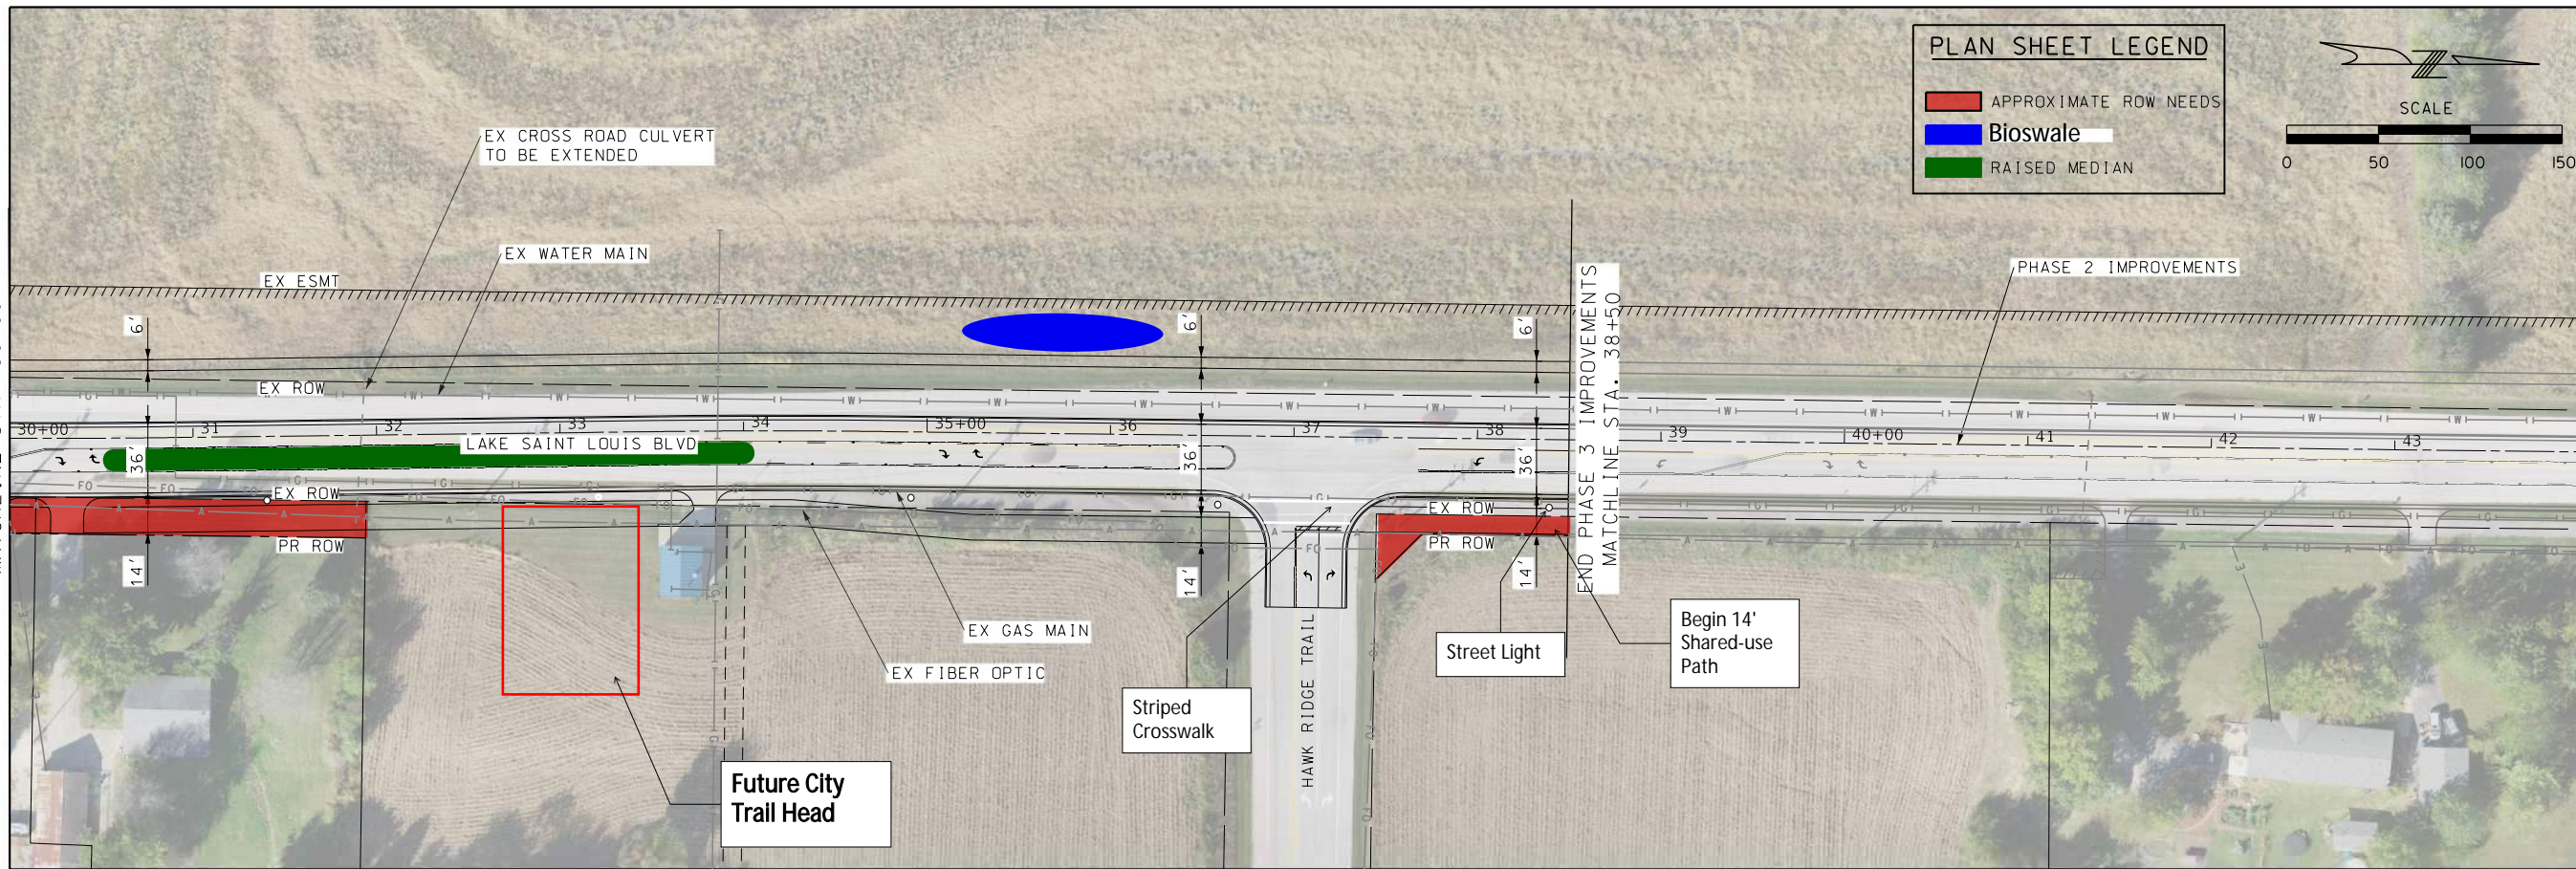 PLAN SHEET LEGEND
APPROXIMATE ROW NEEDS
Bioswale
RAISED MEDIAN
SCALE
0 50 100 150
EX CROSS ROAD CULVERT
TO BE EXTENDED
EX WATER MAIN
EX ESMT
PHASE 2 IMPROVEMENTS
END PHASE 3 IMPROVEMENTS
MATCHLINE STA. 38+50
6'
6'
6'
EX ROW
30+00 31 32 33 34 35+00 36 37 38 39 40+00 41 42 43
LAKE SAINT LOUIS BLVD
36'
36'
36'
EX ROW
EX ROW
PR ROW
PR ROW
14'
14'
14'
EX GAS MAIN
EX FIBER OPTIC
Street Light
Begin 14'
Shared-use
Path
Striped
Crosswalk
HAWK RIDGE TRAIL
Future City
Trail Head